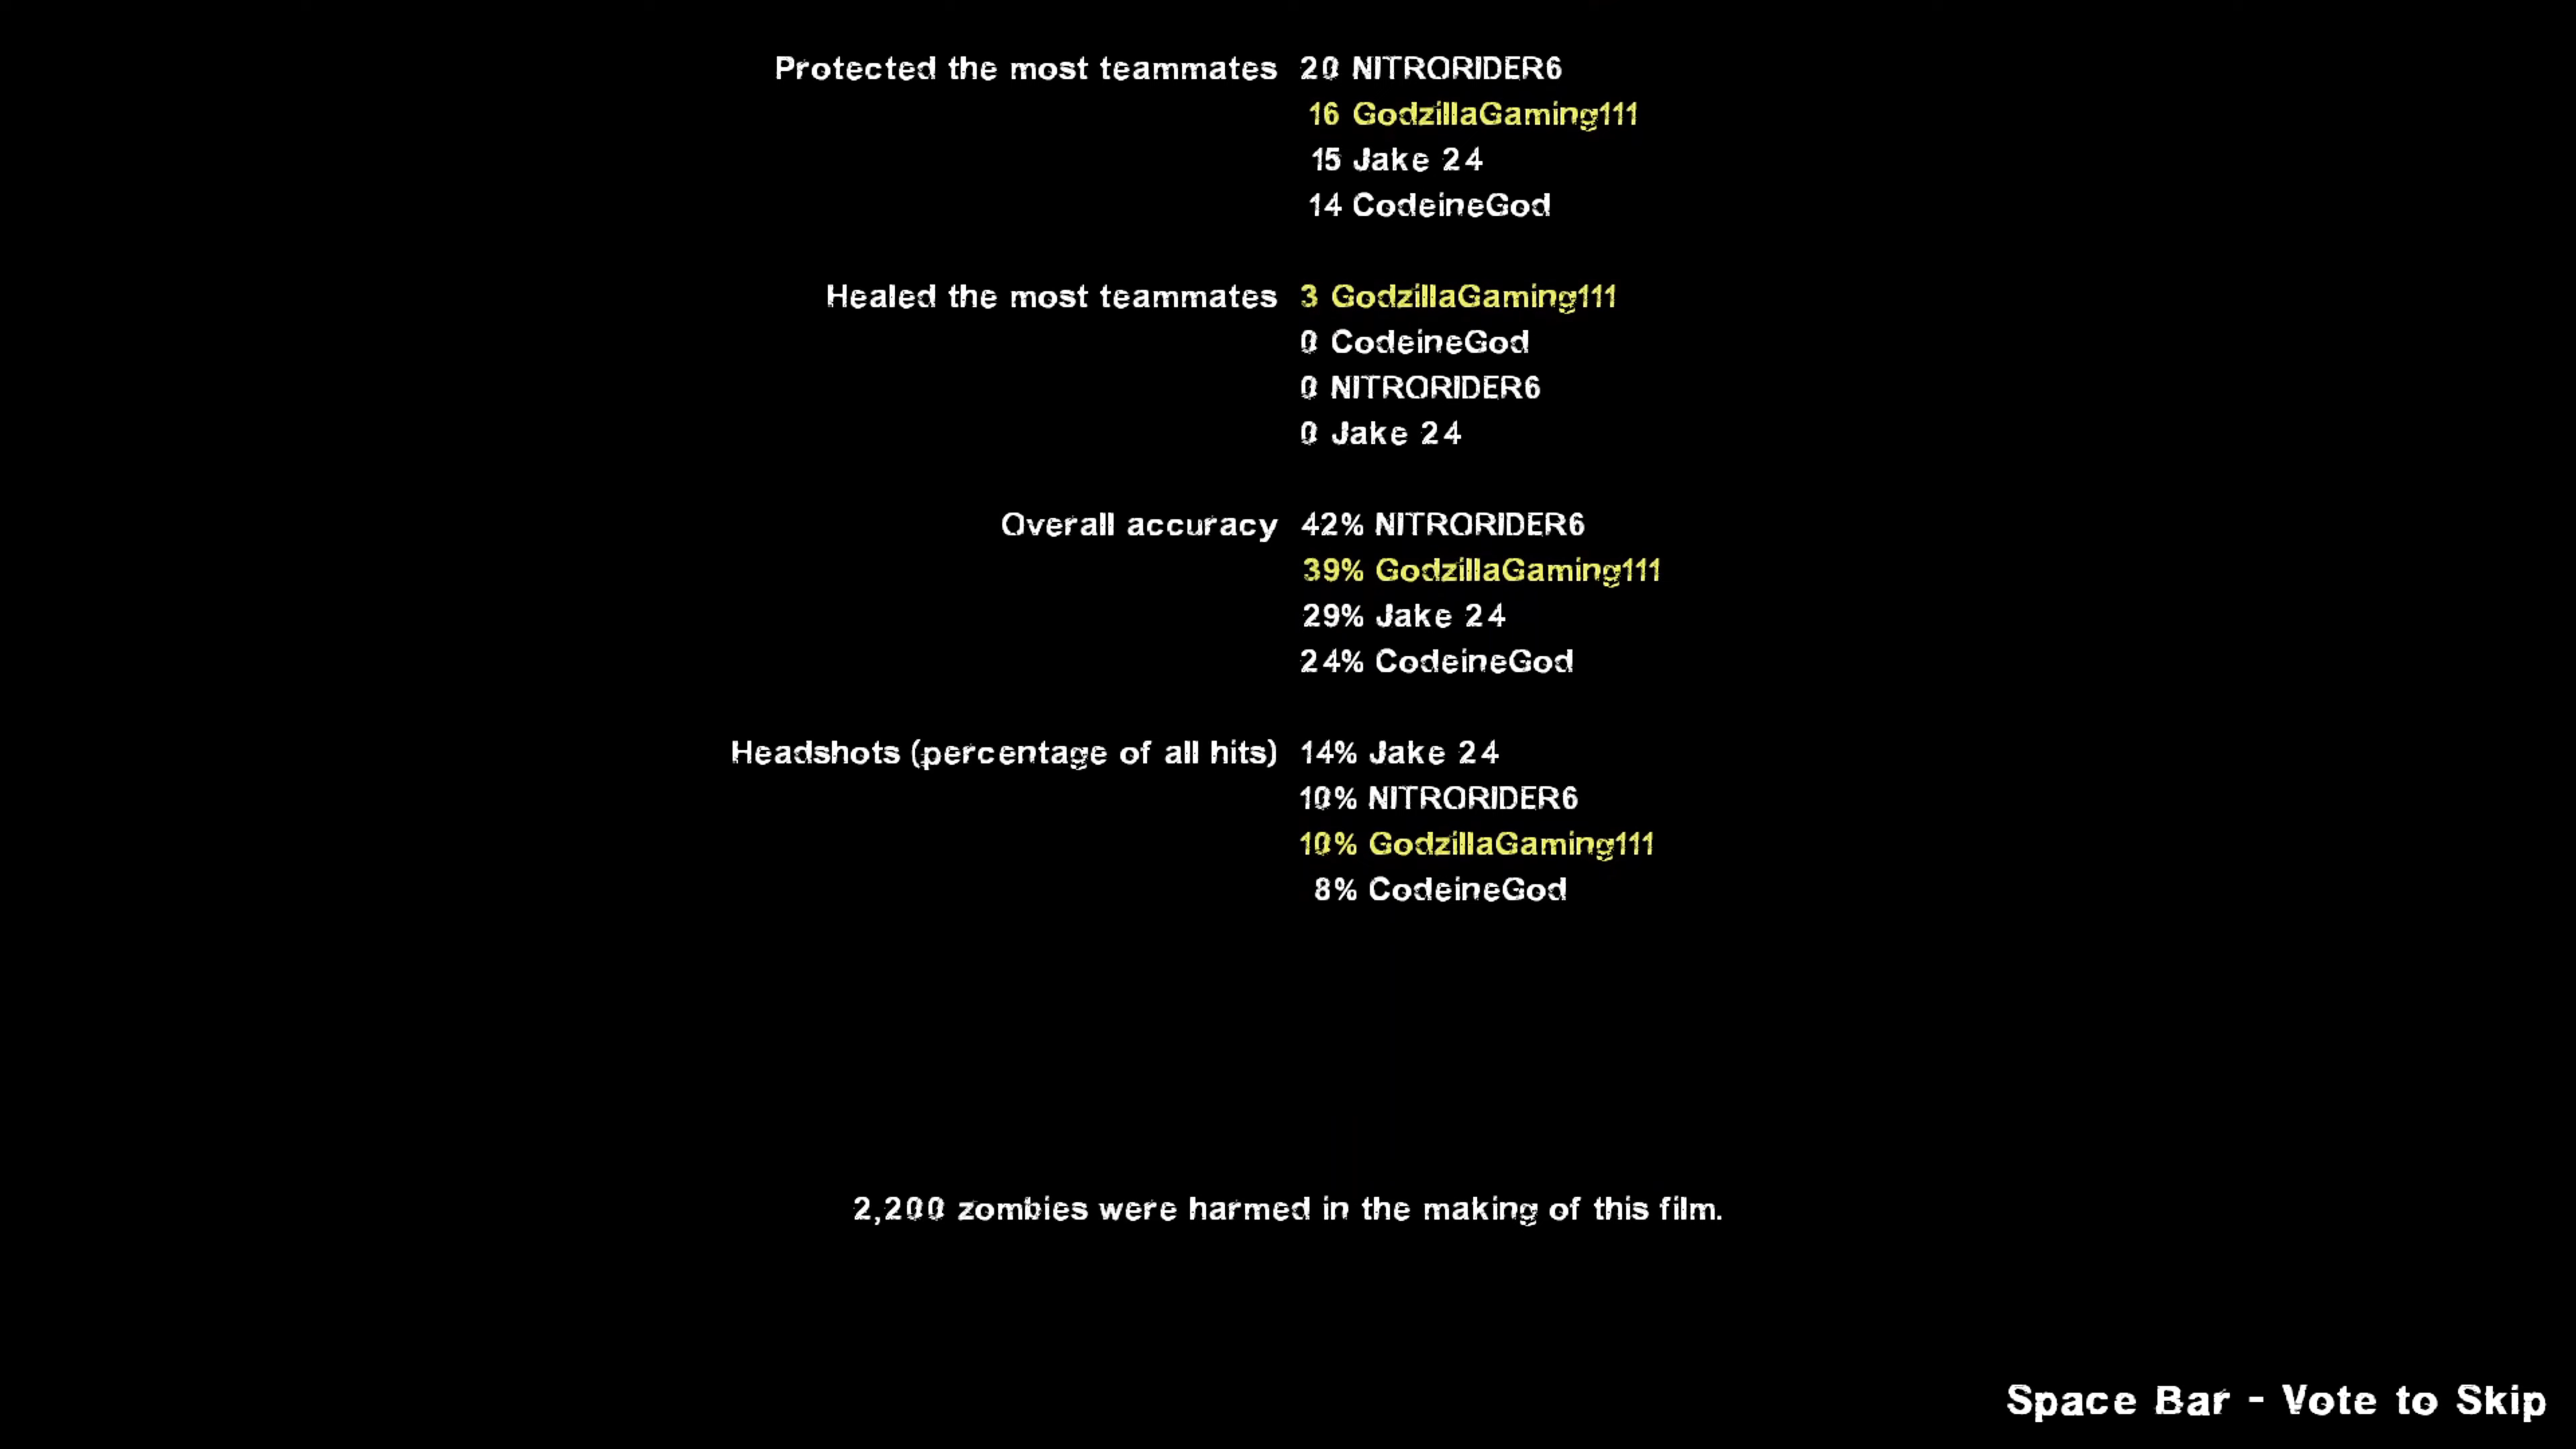 Protected the most teammates 20 NITRORIDER6
16 GodzillaGaming111
15 Jake 24
14 CodeineGod
Healed the most teammates 3 GodzillaGaming111
0 CodeineGod
0 NITRORIDER6
0 Jake 24
Overall accuracy 42% NITRORIDER6
39% GodzillaGaming111
29% Jake 24
24% CodeineGod
Headshots (percentage of all hits) 14% Jake 24
10% NITRORIDER6
10% GodzillaGaming111
8% CodeineGod
2,200 zombies were harmed in the making of this film.
Space Bar - Vote to Skip